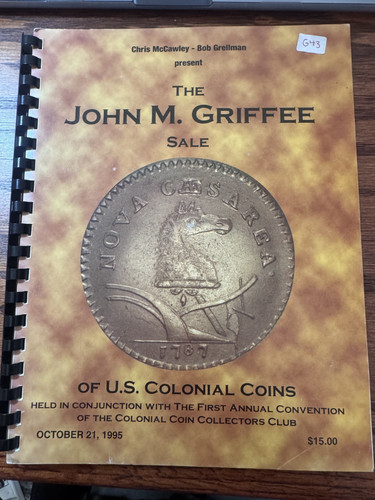 Chris McCawley - Bob Grellman
G43
present
THE
JOHN M. GRIFFEE
SALE
NOVA CÆSAREA.
1787
OF U.S. COLONIAL COINS
HELD IN CONJUNCTION WITH THE FIRST ANNUAL CONVENTION
OF THE COLONIAL COIN COLLECTORS CLUB
OCTOBER 21, 1995 $15.00